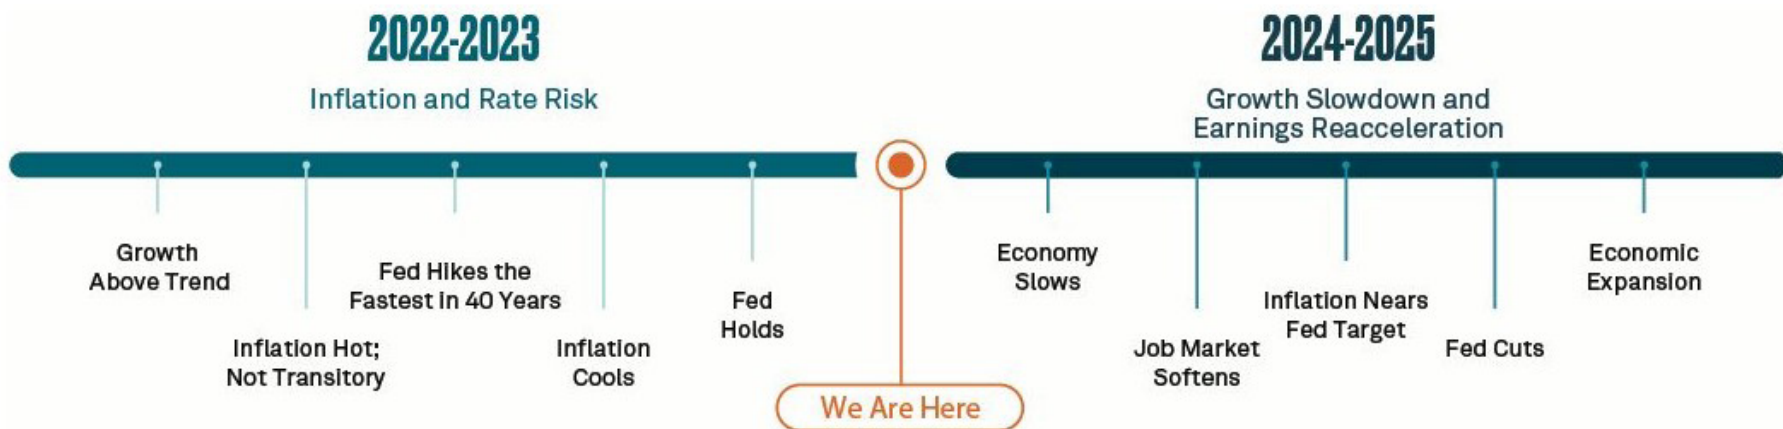 2022-2023
Inflation and Rate Risk
Growth
Above Trend
Inflation Hot;
Not Transitory
Fed Hikes the
Fastest in 40 Years
Inflation
Cools
Fed
Holds
We Are Here
2024-2025
Growth Slowdown and
Earnings Reacceleration
Economy
Slows
Job Market
Softens
Inflation Nears
Fed Target
Fed Cuts
Economic
Expansion